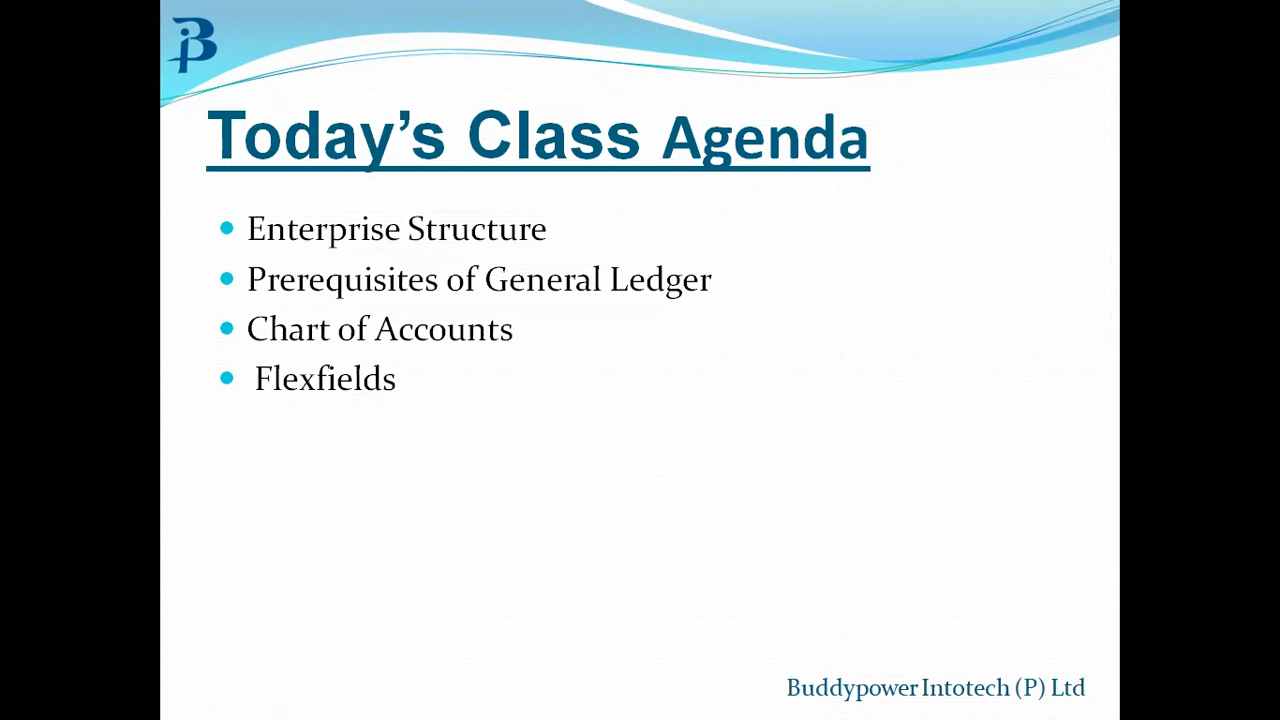 Today's Class Agenda
Enterprise Structure
Prerequisites of General Ledger
Chart of Accounts
Flexfields
Buddypower Intotech (P) Ltd